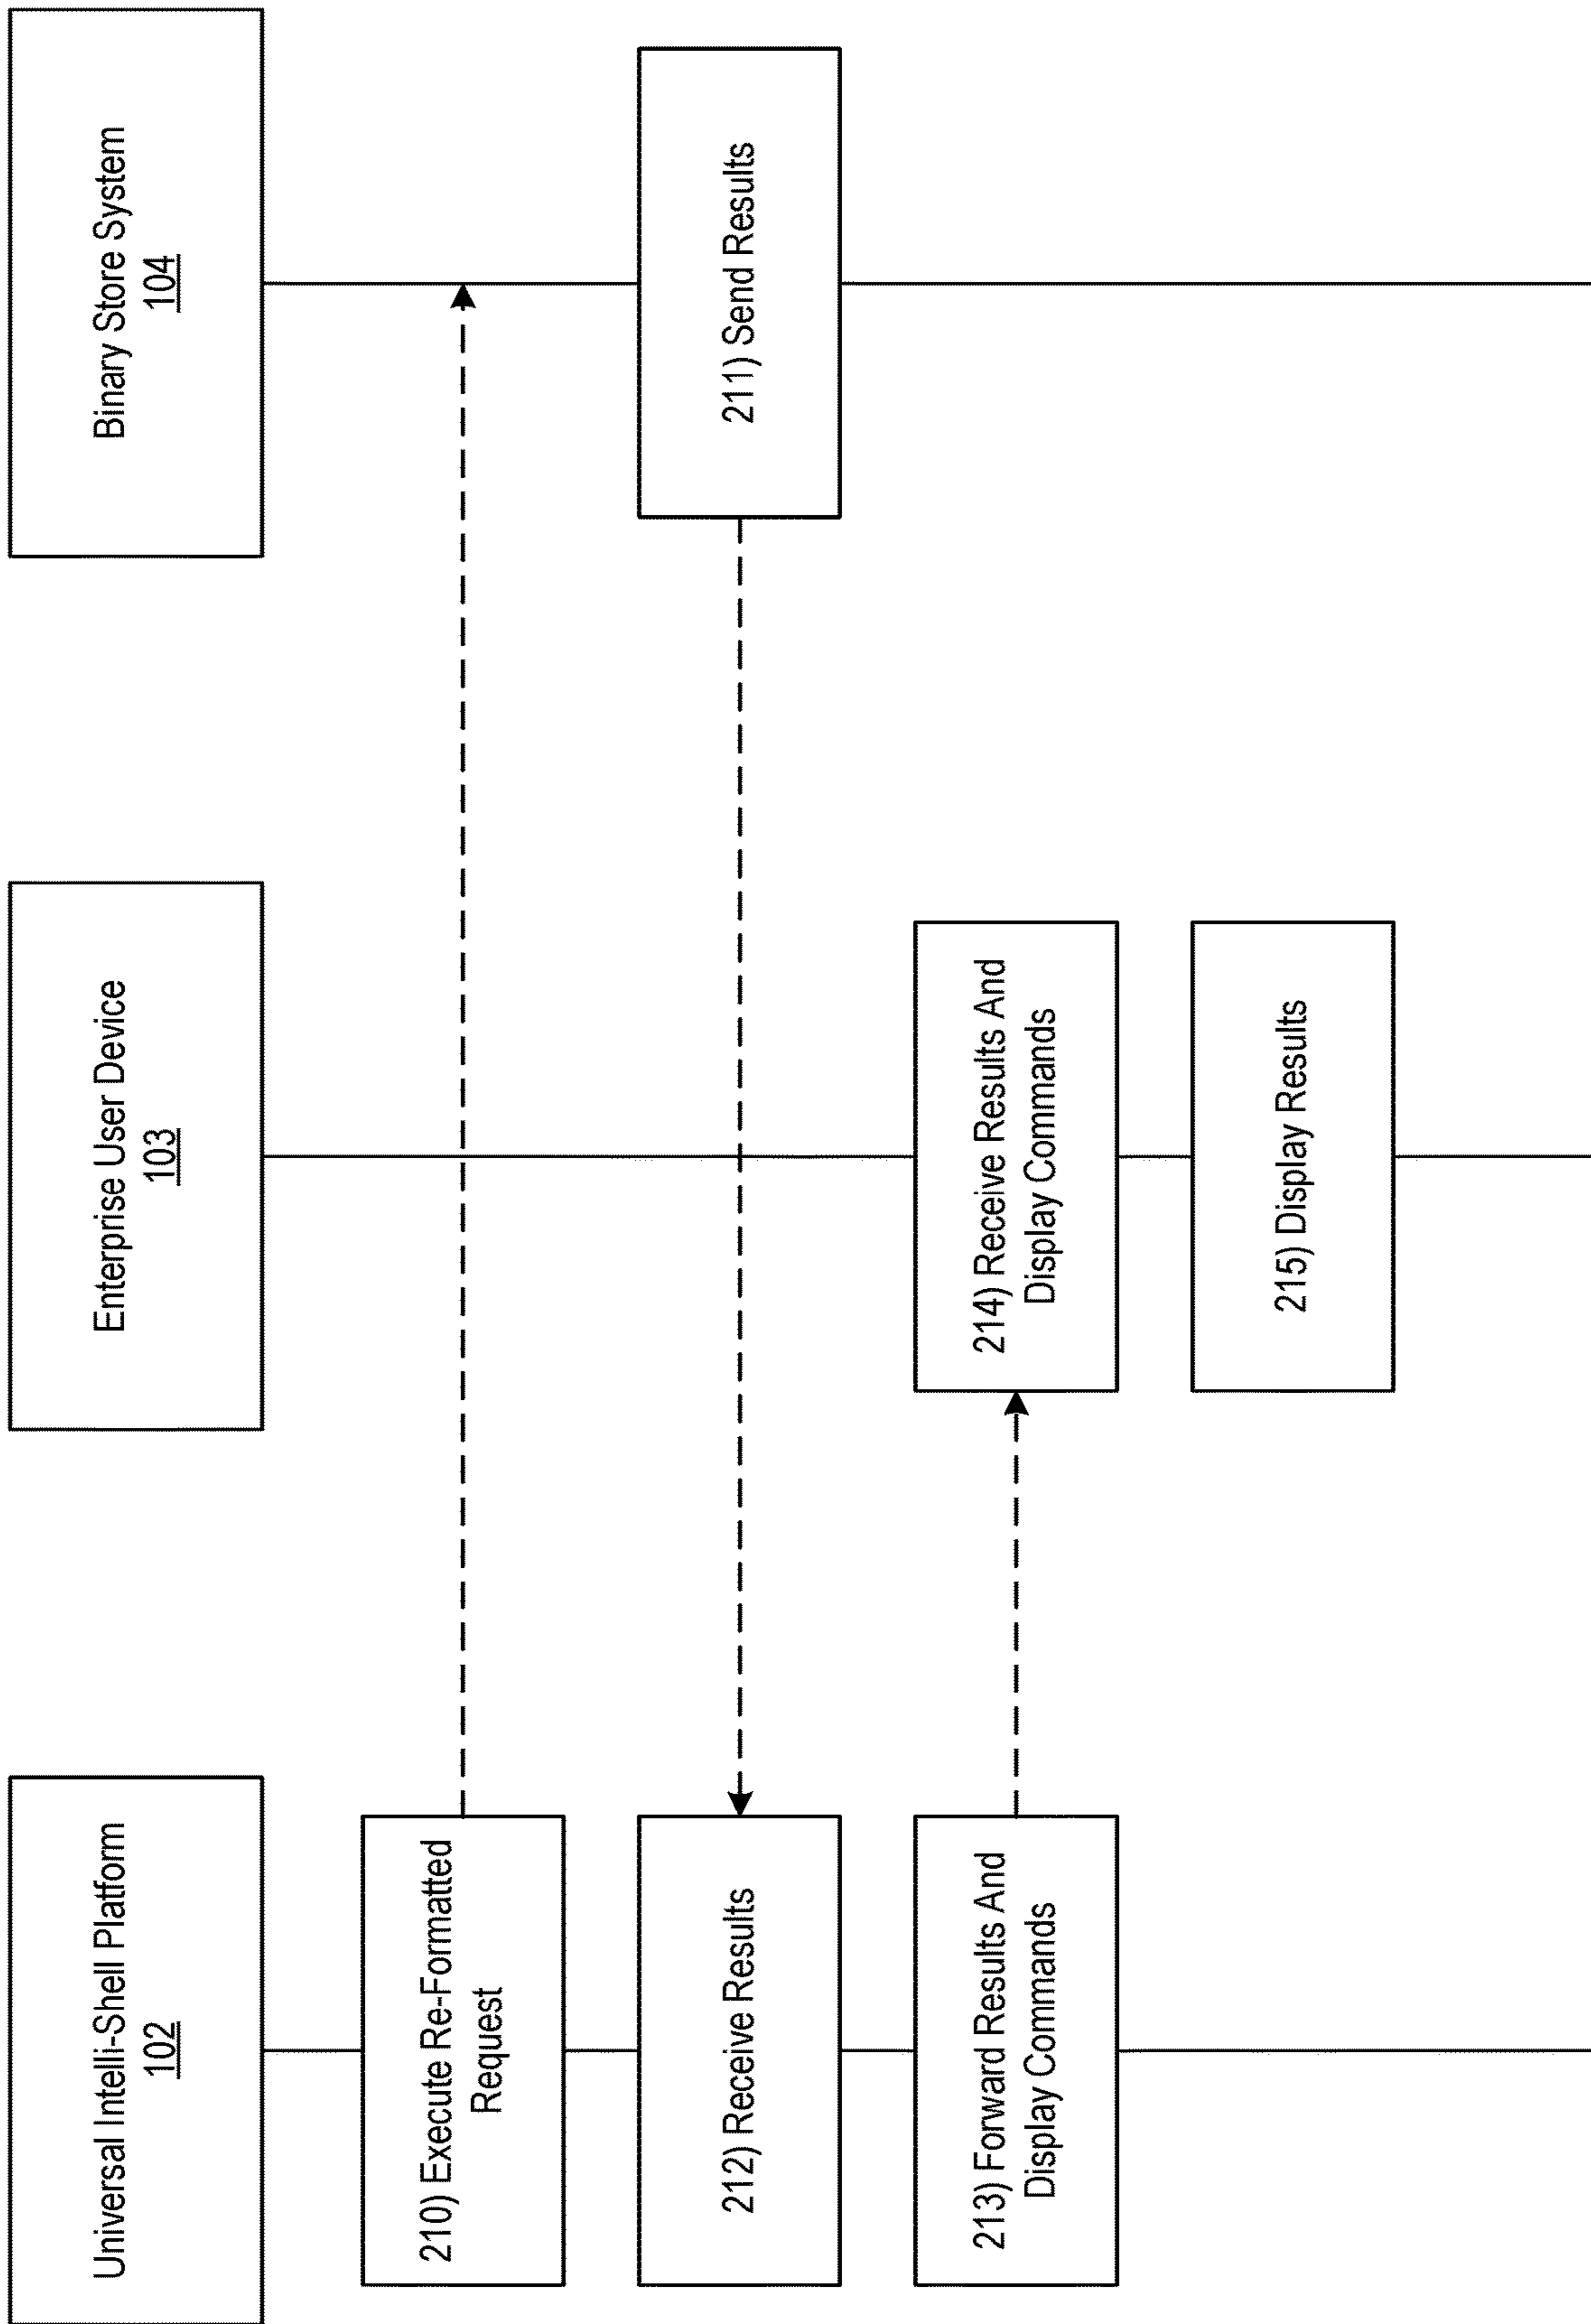 Universal Intelli-Shell Platform
102
Enterprise User Device
103
Binary Store System
104
210) Execute Re-Formatted
Request
211) Send Results
212) Receive Results
213) Forward Results And
Display Commands
214) Receive Results And
Display Commands
215) Display Results